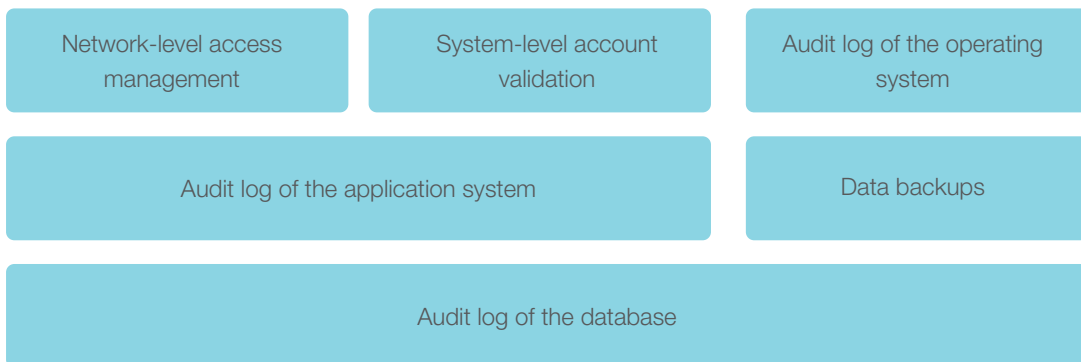 Network-level access
management
System-level account
validation
Audit log of the operating
system
Audit log of the application system
Data backups
Audit log of the database